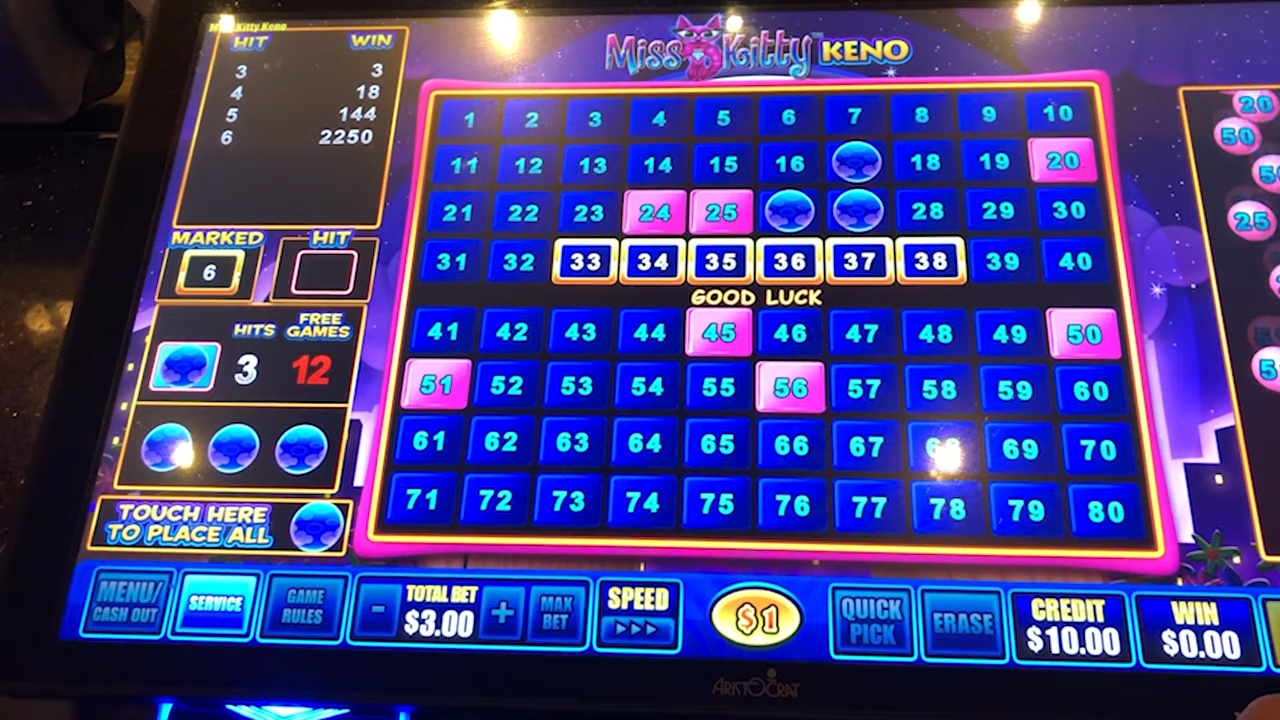 Miss Kitty Keno
HIT WIN
3 3
4 18
5 144
6 2250
MARKED HIT
6
HITS FREE GAMES
3 12
TOUCH HERE
TO PLACE ALL
Miss Kitty KENO
1 2 3 4 5 6 7 8 9 10
11 12 13 14 15 16 18 19 20
21 22 23 24 25 28 29 30
31 32 33 34 35 36 37 38 39 40
GOOD LUCK
41 42 43 44 45 46 47 48 49 50
51 52 53 54 55 56 57 58 59 60
61 62 63 64 65 66 67 68 69 70
71 72 73 74 75 76 77 78 79 80
20
50
25
MENU/
CASH OUT
SERVICE
GAME
RULES
-
TOTAL BET
$3.00
+
MAX
BET
SPEED
$1
QUICK
PICK
ERASE
CREDIT
$10.00
WIN
$0.00
ARISTOCRAT